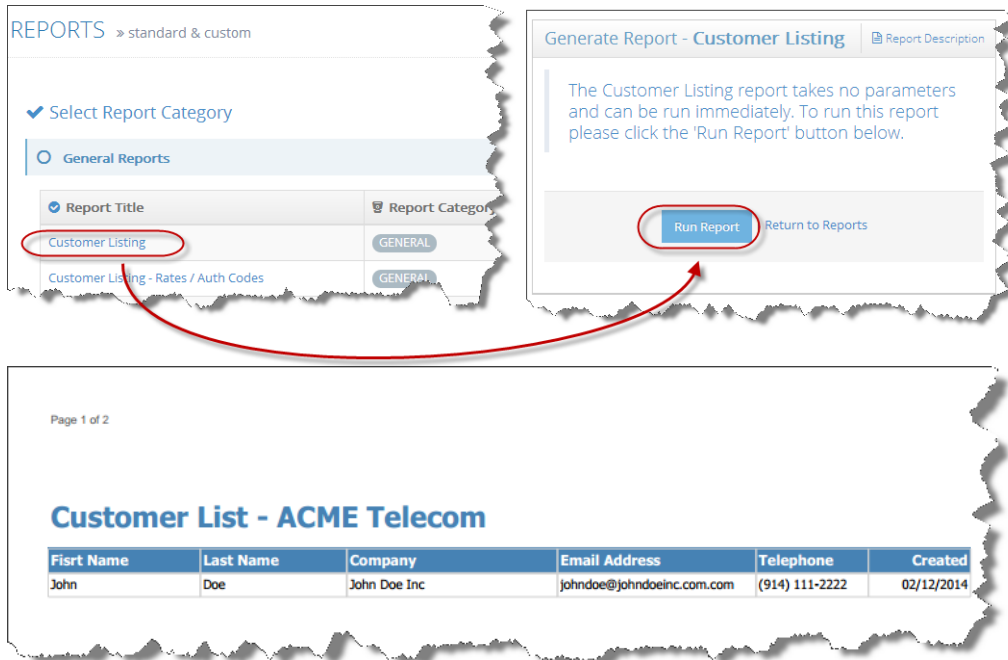 REPORTS » standard & custom
Select Report Category
General Reports
Report Title Report Category
Customer Listing GENERAL
Customer Listing - Rates / Auth Codes GENERAL
Generate Report - Customer Listing Report Description
The Customer Listing report takes no parameters
and can be run immediately. To run this report
please click the 'Run Report' button below.
Run Report Return to Reports
Page 1 of 2
Customer List - ACME Telecom
Fisrt Name Last Name Company Email Address Telephone Created
John Doe John Doe Inc johndoe@johndoeinc.com.com (914) 111-2222 02/12/2014